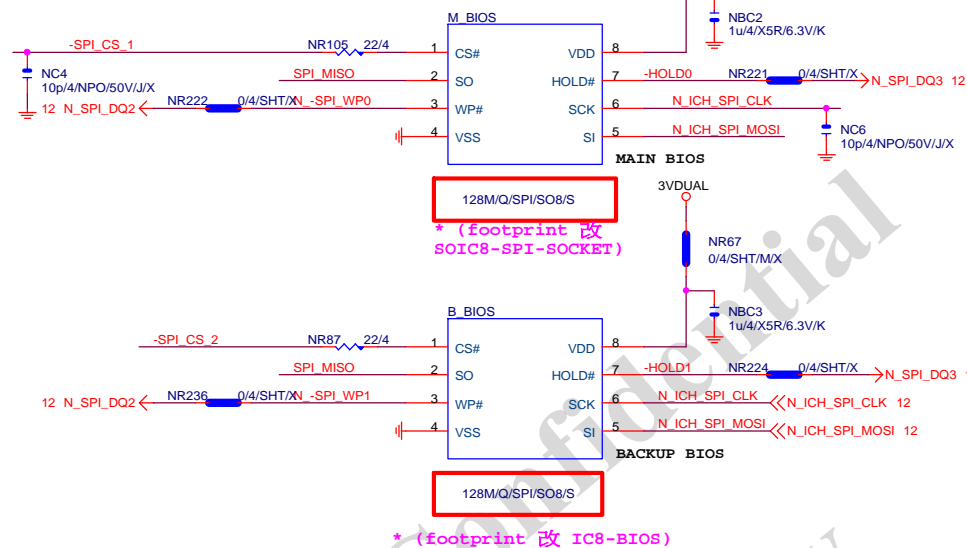 NBC2
1u/4/X5R/6.3V/K
M_BIOS
-SPI_CS_1
NR105 22/4
1 CS# VDD 8
NC4
10p/4/NPO/50V/J/X
SPI_MISO
2 SO HOLD# 7
-HOLD0 NR221 0/4/SHT/X N_SPI_DQ3 12
12 N_SPI_DQ2 NR222 0/4/SHT/X N_-SPI_WP0
3 WP# SCK 6
N_ICH_SPI_CLK
4 VSS SI 5
N_ICH_SPI_MOSI
NC6
10p/4/NPO/50V/J/X
MAIN BIOS
128M/Q/SPI/SO8/S
3VDUAL
* (footprint 改
SOIC8-SPI-SOCKET)
NR67
0/4/SHT/M/X
NBC3
1u/4/X5R/6.3V/K
B_BIOS
-SPI_CS_2
NR87 22/4
1 CS# VDD 8
SPI_MISO
2 SO HOLD# 7
-HOLD1 NR224 0/4/SHT/X N_SPI_DQ3
12 N_SPI_DQ2 NR236 0/4/SHT/X N_-SPI_WP1
3 WP# SCK 6
N_ICH_SPI_CLK N_ICH_SPI_CLK 12
4 VSS SI 5
N_ICH_SPI_MOSI N_ICH_SPI_MOSI 12
BACKUP BIOS
128M/Q/SPI/SO8/S
* (footprint 改 IC8-BIOS)
Confidential